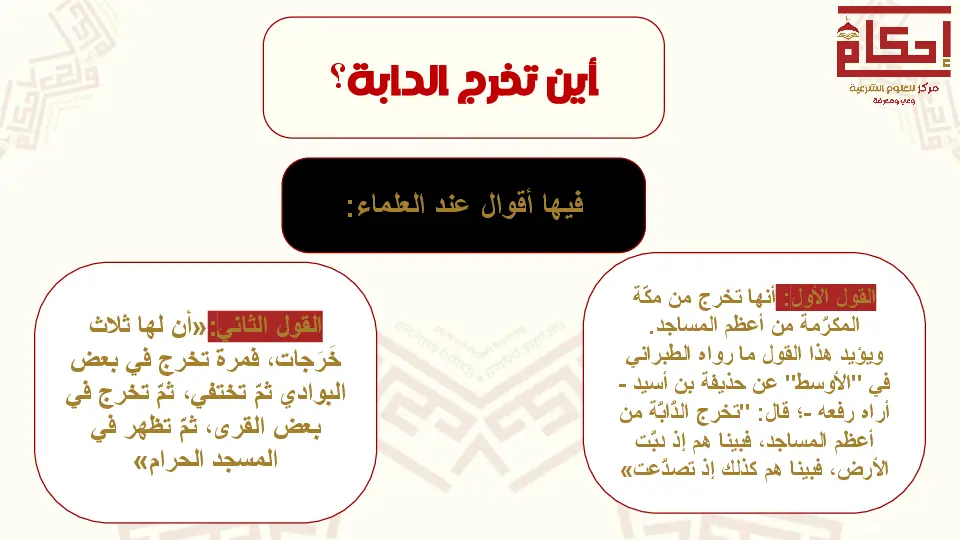 إحكام
مركز للعلوم الشرعية
وعي ومعرفة
أين تخرج الدابة؟
فيها أقوال عند العلماء:
القول الأول: أنها تخرج من مكّة
المكرّمة من أعظم المساجد.
ويؤيد هذا القول ما رواه الطبراني
في "الأوسط" عن حذيفة بن أسيد -
أراه رفعه -؛ قال: "تخرج الدَّابَّة من
أعظم المساجد، فبينا هم إذ دبَّت
الأرض، فبينا هم كذلك إذ تصدَّعت»
القول الثاني:«أن لها ثلاث
خَرَجات، فمرة تخرج في بعض
البوادي ثمّ تختفي، ثمّ تخرج في
بعض القرى، ثمّ تظهر في
المسجد الحرام»